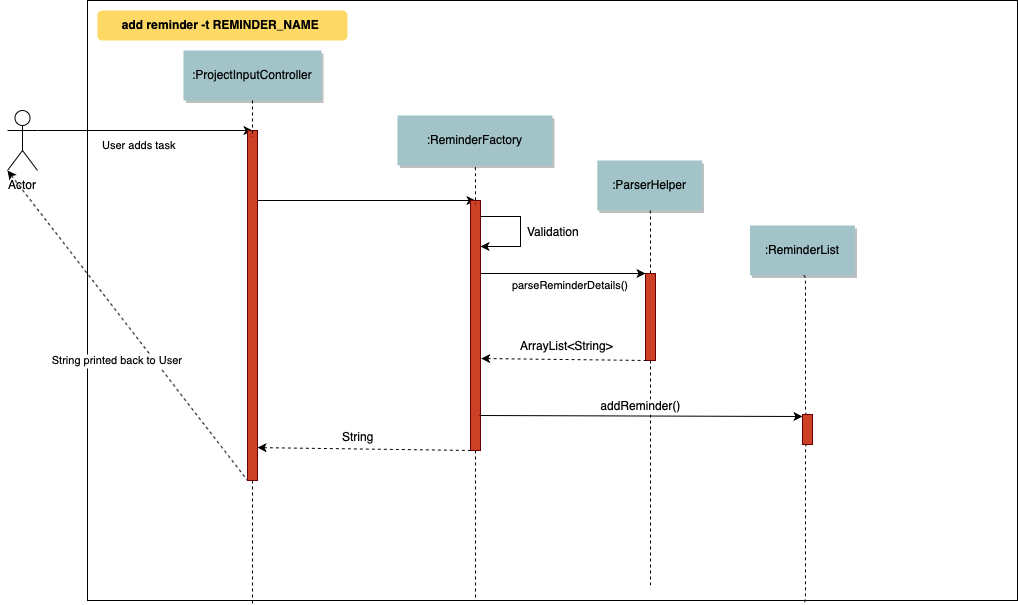 add reminder -t REMINDER_NAME
:ProjectInputController
:ReminderFactory
User adds task
:ParserHelper
Actor
Validation
:ReminderList
parseReminderDetails()
ArrayList<String>
String printed back to User
addReminder()
String